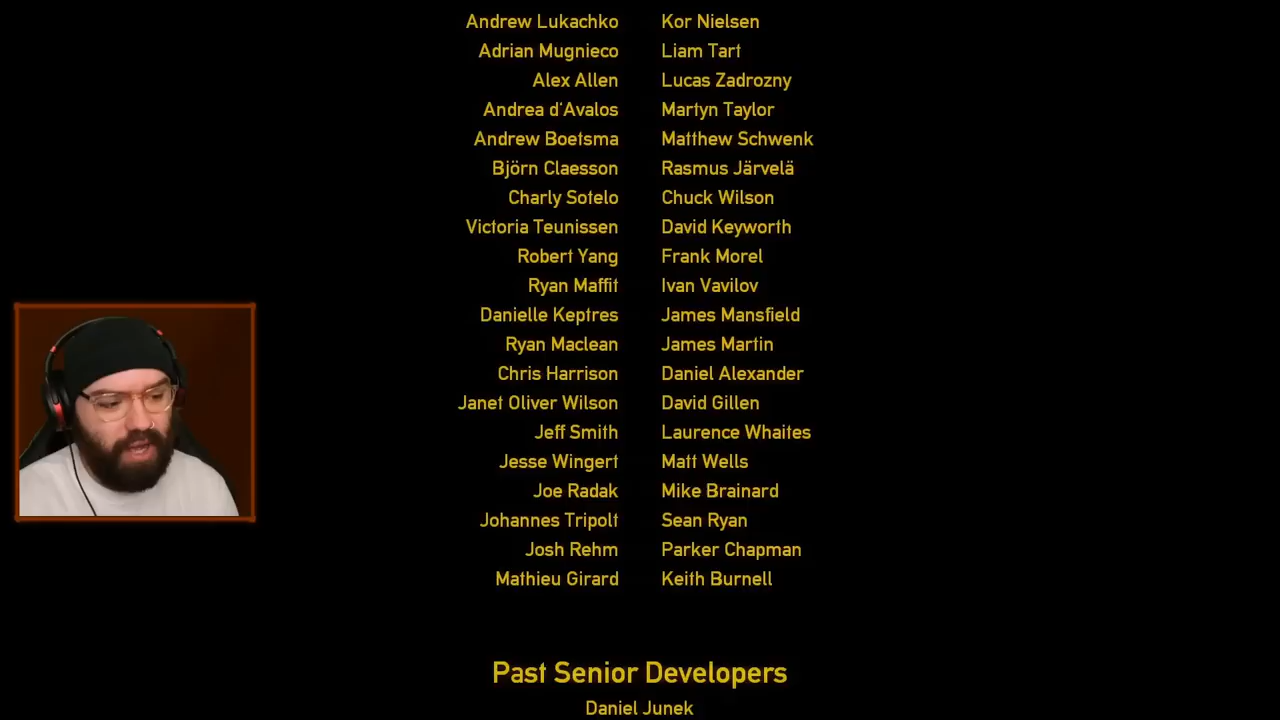 Andrew Lukachko Kor Nielsen
Adrian Mugnieco Liam Tart
Alex Allen Lucas Zadrozny
Andrea d'Avalos Martyn Taylor
Andrew Boetsma Matthew Schwenk
Björn Claesson Rasmus Järvelä
Charly Sotelo Chuck Wilson
Victoria Teunissen David Keyworth
Robert Yang Frank Morel
Ryan Maffit Ivan Vavilov
Danielle Keptres James Mansfield
Ryan Maclean James Martin
Chris Harrison Daniel Alexander
Janet Oliver Wilson David Gillen
Jeff Smith Laurence Whaites
Jesse Wingert Matt Wells
Joe Radak Mike Brainard
Johannes Tripolt Sean Ryan
Josh Rehm Parker Chapman
Mathieu Girard Keith Burnell
Past Senior Developers
Daniel Junek